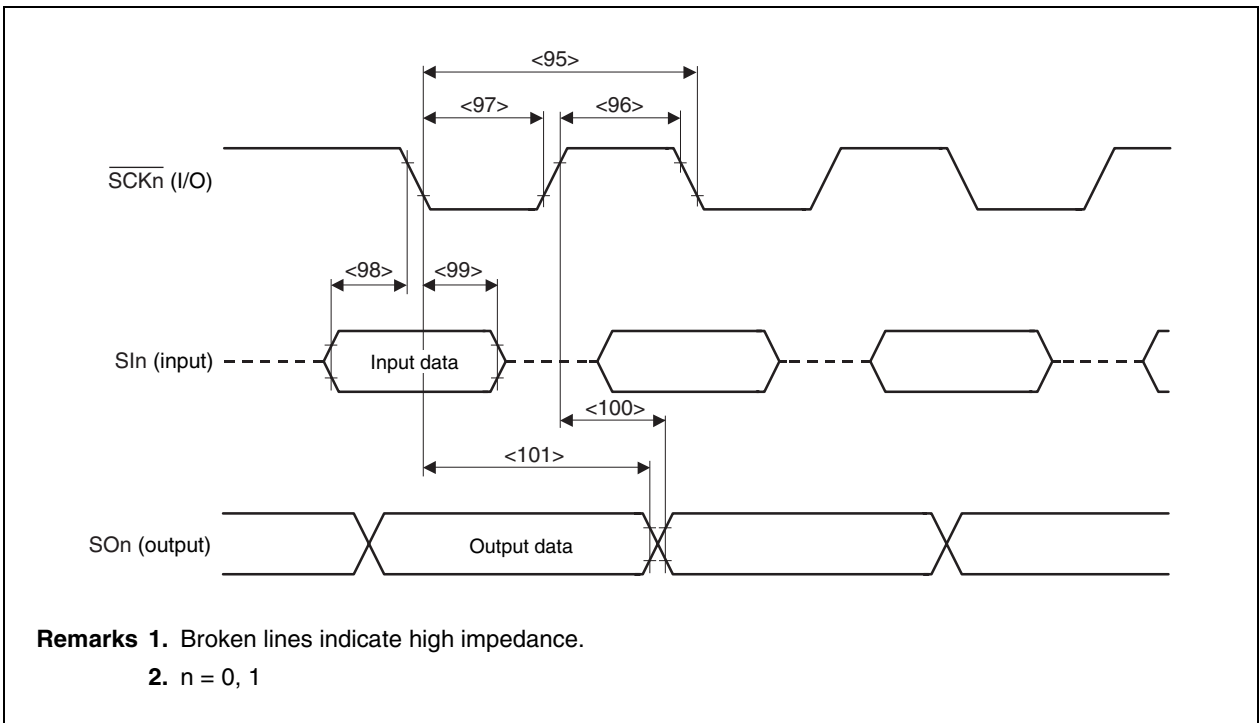 <95>
<97> <96>
SCKn (I/O)
<98> <99>
SIn (input) Input data
<100>
<101>
SOn (output) Output data
Remarks 1. Broken lines indicate high impedance.
2. n = 0, 1